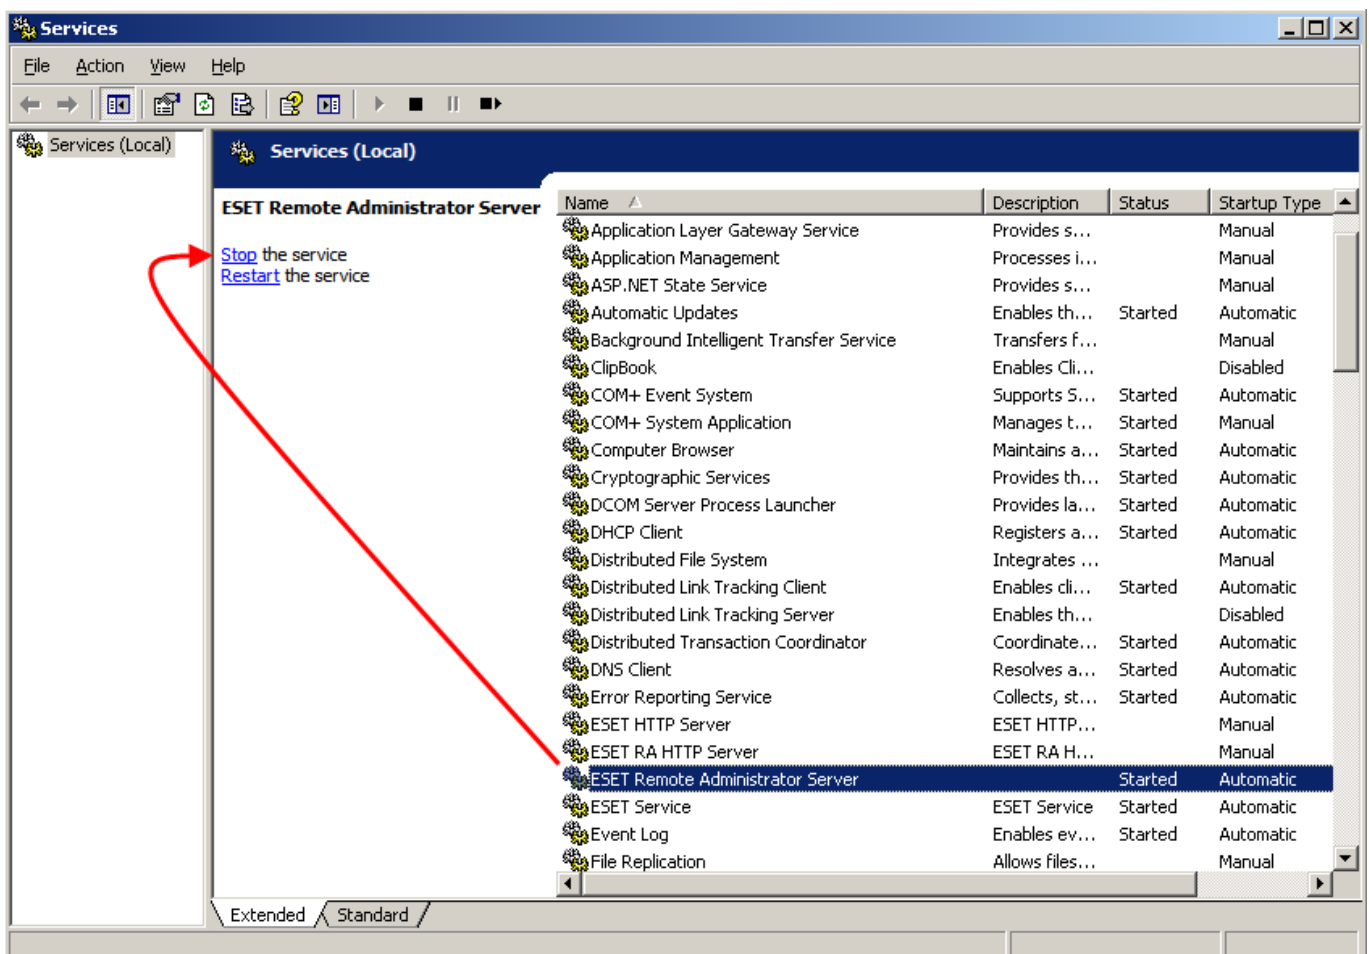 Services
File Action View Help
Services (Local)
Services (Local)
ESET Remote Administrator Server
Stop the service
Restart the service
Name Description Status Startup Type
Application Layer Gateway Service Provides s... Manual
Application Management Processes i... Manual
ASP.NET State Service Provides s... Manual
Automatic Updates Enables th... Started Automatic
Background Intelligent Transfer Service Transfers f... Manual
ClipBook Enables Cli... Disabled
COM+ Event System Supports S... Started Automatic
COM+ System Application Manages t... Started Manual
Computer Browser Maintains a... Started Automatic
Cryptographic Services Provides th... Started Automatic
DCOM Server Process Launcher Provides la... Started Automatic
DHCP Client Registers a... Started Automatic
Distributed File System Integrates ... Manual
Distributed Link Tracking Client Enables cli... Started Automatic
Distributed Link Tracking Server Enables th... Disabled
Distributed Transaction Coordinator Coordinate... Started Automatic
DNS Client Resolves a... Started Automatic
Error Reporting Service Collects, st... Started Automatic
ESET HTTP Server ESET HTTP... Manual
ESET RA HTTP Server ESET RA H... Manual
ESET Remote Administrator Server Started Automatic
ESET Service ESET Service Started Automatic
Event Log Enables ev... Started Automatic
File Replication Allows files... Manual
Extended Standard